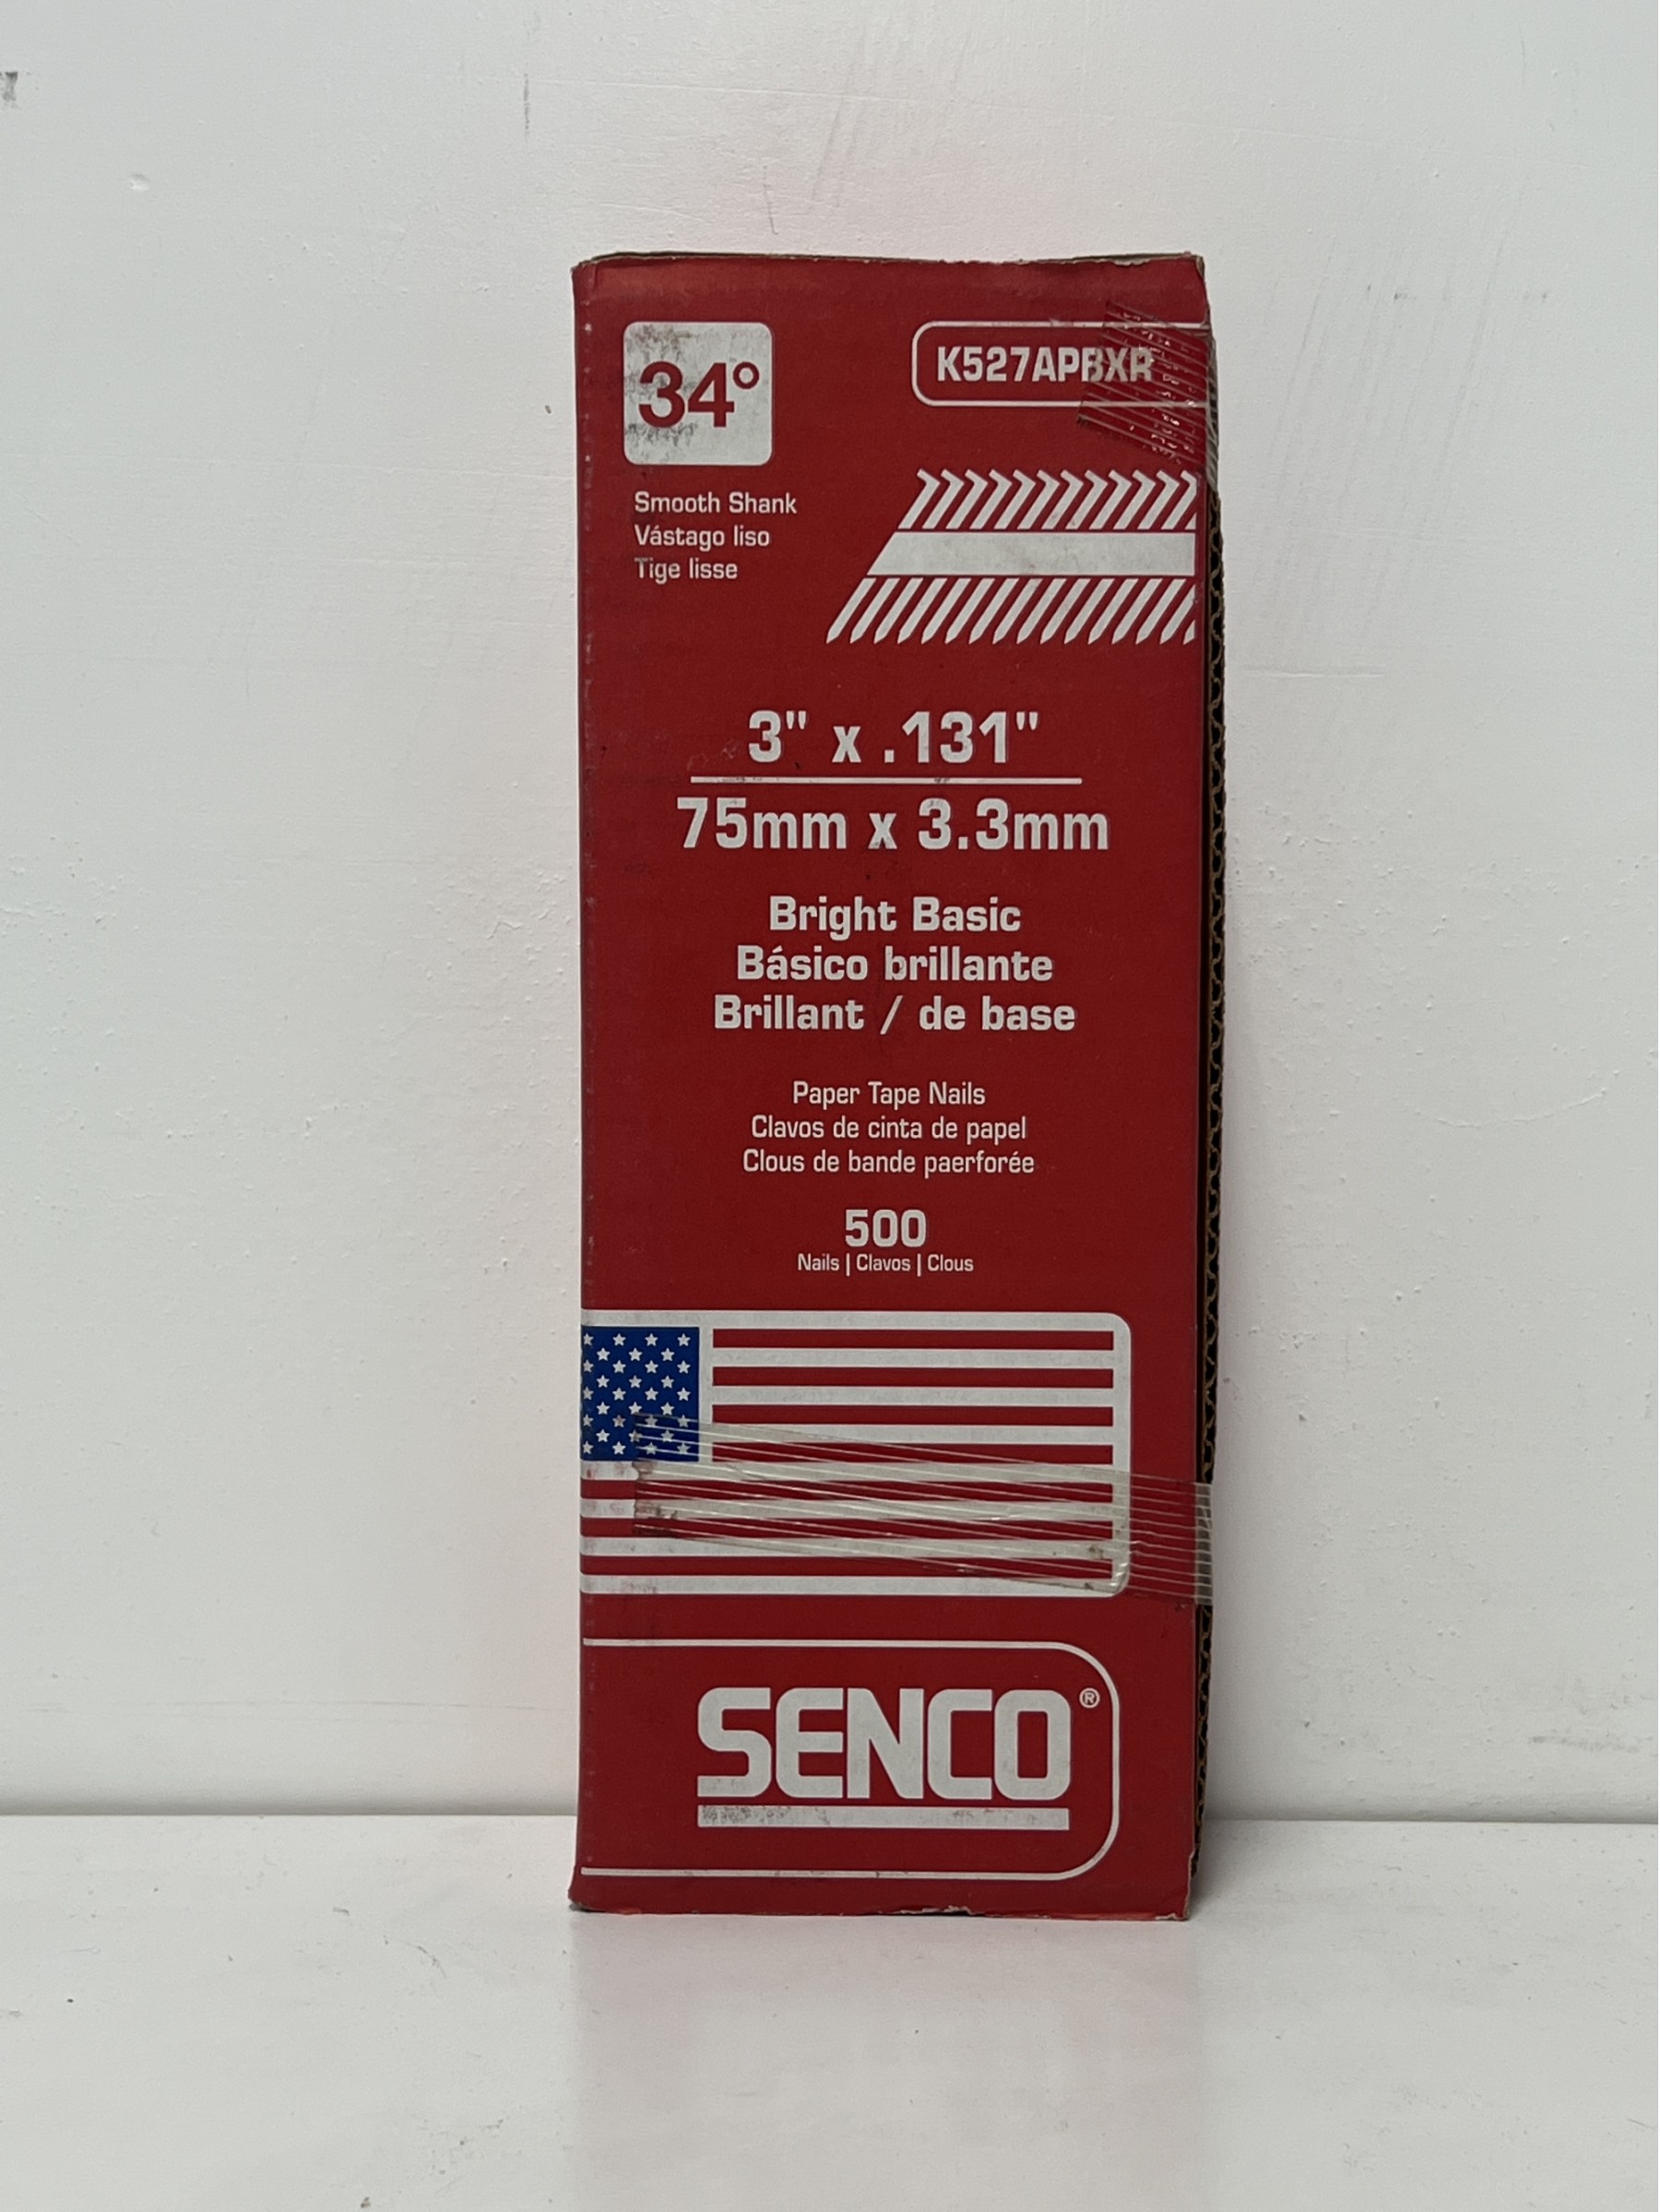 34°
K527APBXR
Smooth Shank
Vástago liso
Tige lisse
3" x .131"
75mm x 3.3mm
Bright Basic
Básico brillante
Brillant / de base
Paper Tape Nails
Clavos de cinta de papel
Clous de bande paerforée
500
Nails | Clavos | Clous
SENCO®